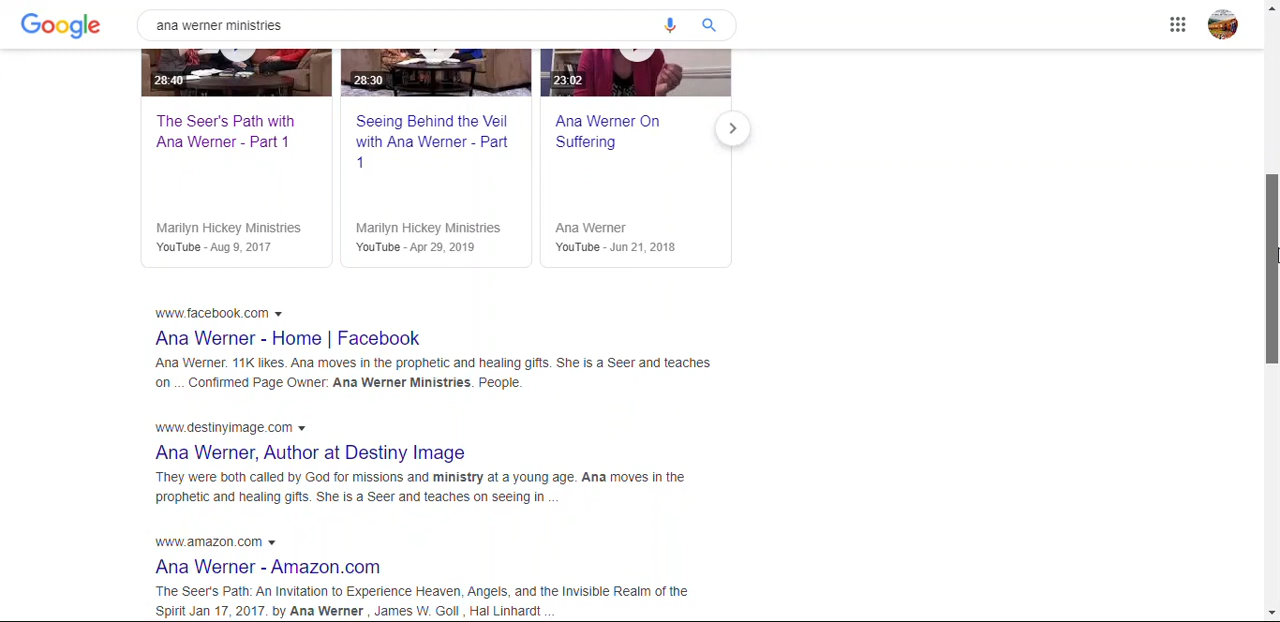 Google
ana werner ministries
28:40
28:30
23:02
The Seer's Path with
Ana Werner - Part 1
Marilyn Hickey Ministries
YouTube - Aug 9, 2017
Seeing Behind the Veil
with Ana Werner - Part
1
Marilyn Hickey Ministries
YouTube - Apr 29, 2019
Ana Werner On
Suffering
Ana Werner
YouTube - Jun 21, 2018
www.facebook.com
Ana Werner - Home | Facebook
Ana Werner. 11K likes. Ana moves in the prophetic and healing gifts. She is a Seer and teaches
on ... Confirmed Page Owner: Ana Werner Ministries. People.
www.destinyimage.com
Ana Werner, Author at Destiny Image
They were both called by God for missions and ministry at a young age. Ana moves in the
prophetic and healing gifts. She is a Seer and teaches on seeing in ...
www.amazon.com
Ana Werner - Amazon.com
The Seer's Path: An Invitation to Experience Heaven, Angels, and the Invisible Realm of the
Spirit Jan 17, 2017. by Ana Werner , James W. Goll , Hal Linhardt ...